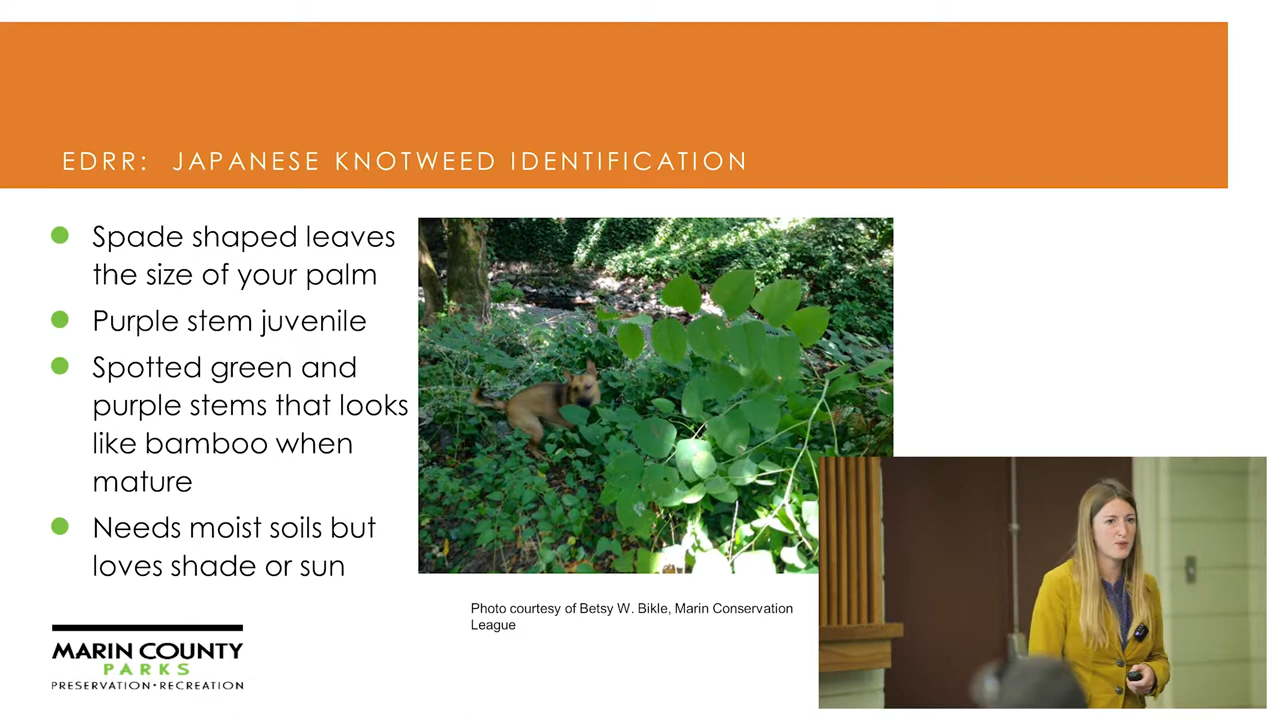 EDRR: JAPANESE KNOTWEED IDENTIFICATION
Spade shaped leaves
the size of your palm
Purple stem juvenile
Spotted green and
purple stems that looks
like bamboo when
mature
Needs moist soils but
loves shade or sun
Photo courtesy of Betsy W. Bikle, Marin Conservation
League
MARIN COUNTY
PARKS
PRESERVATION·RECREATION